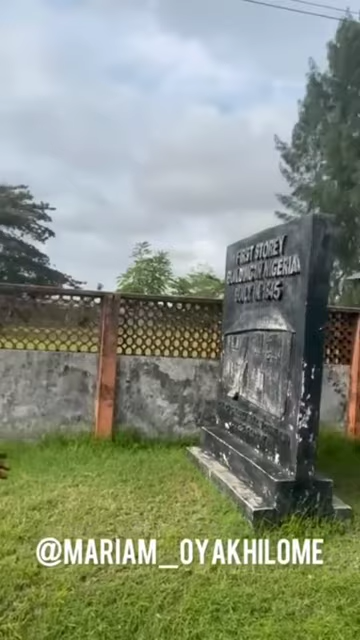 FIRST STOREY
BUILDING IN NIGERIA
BUILT IN 1845
@MARIAM_OYAKHILOME